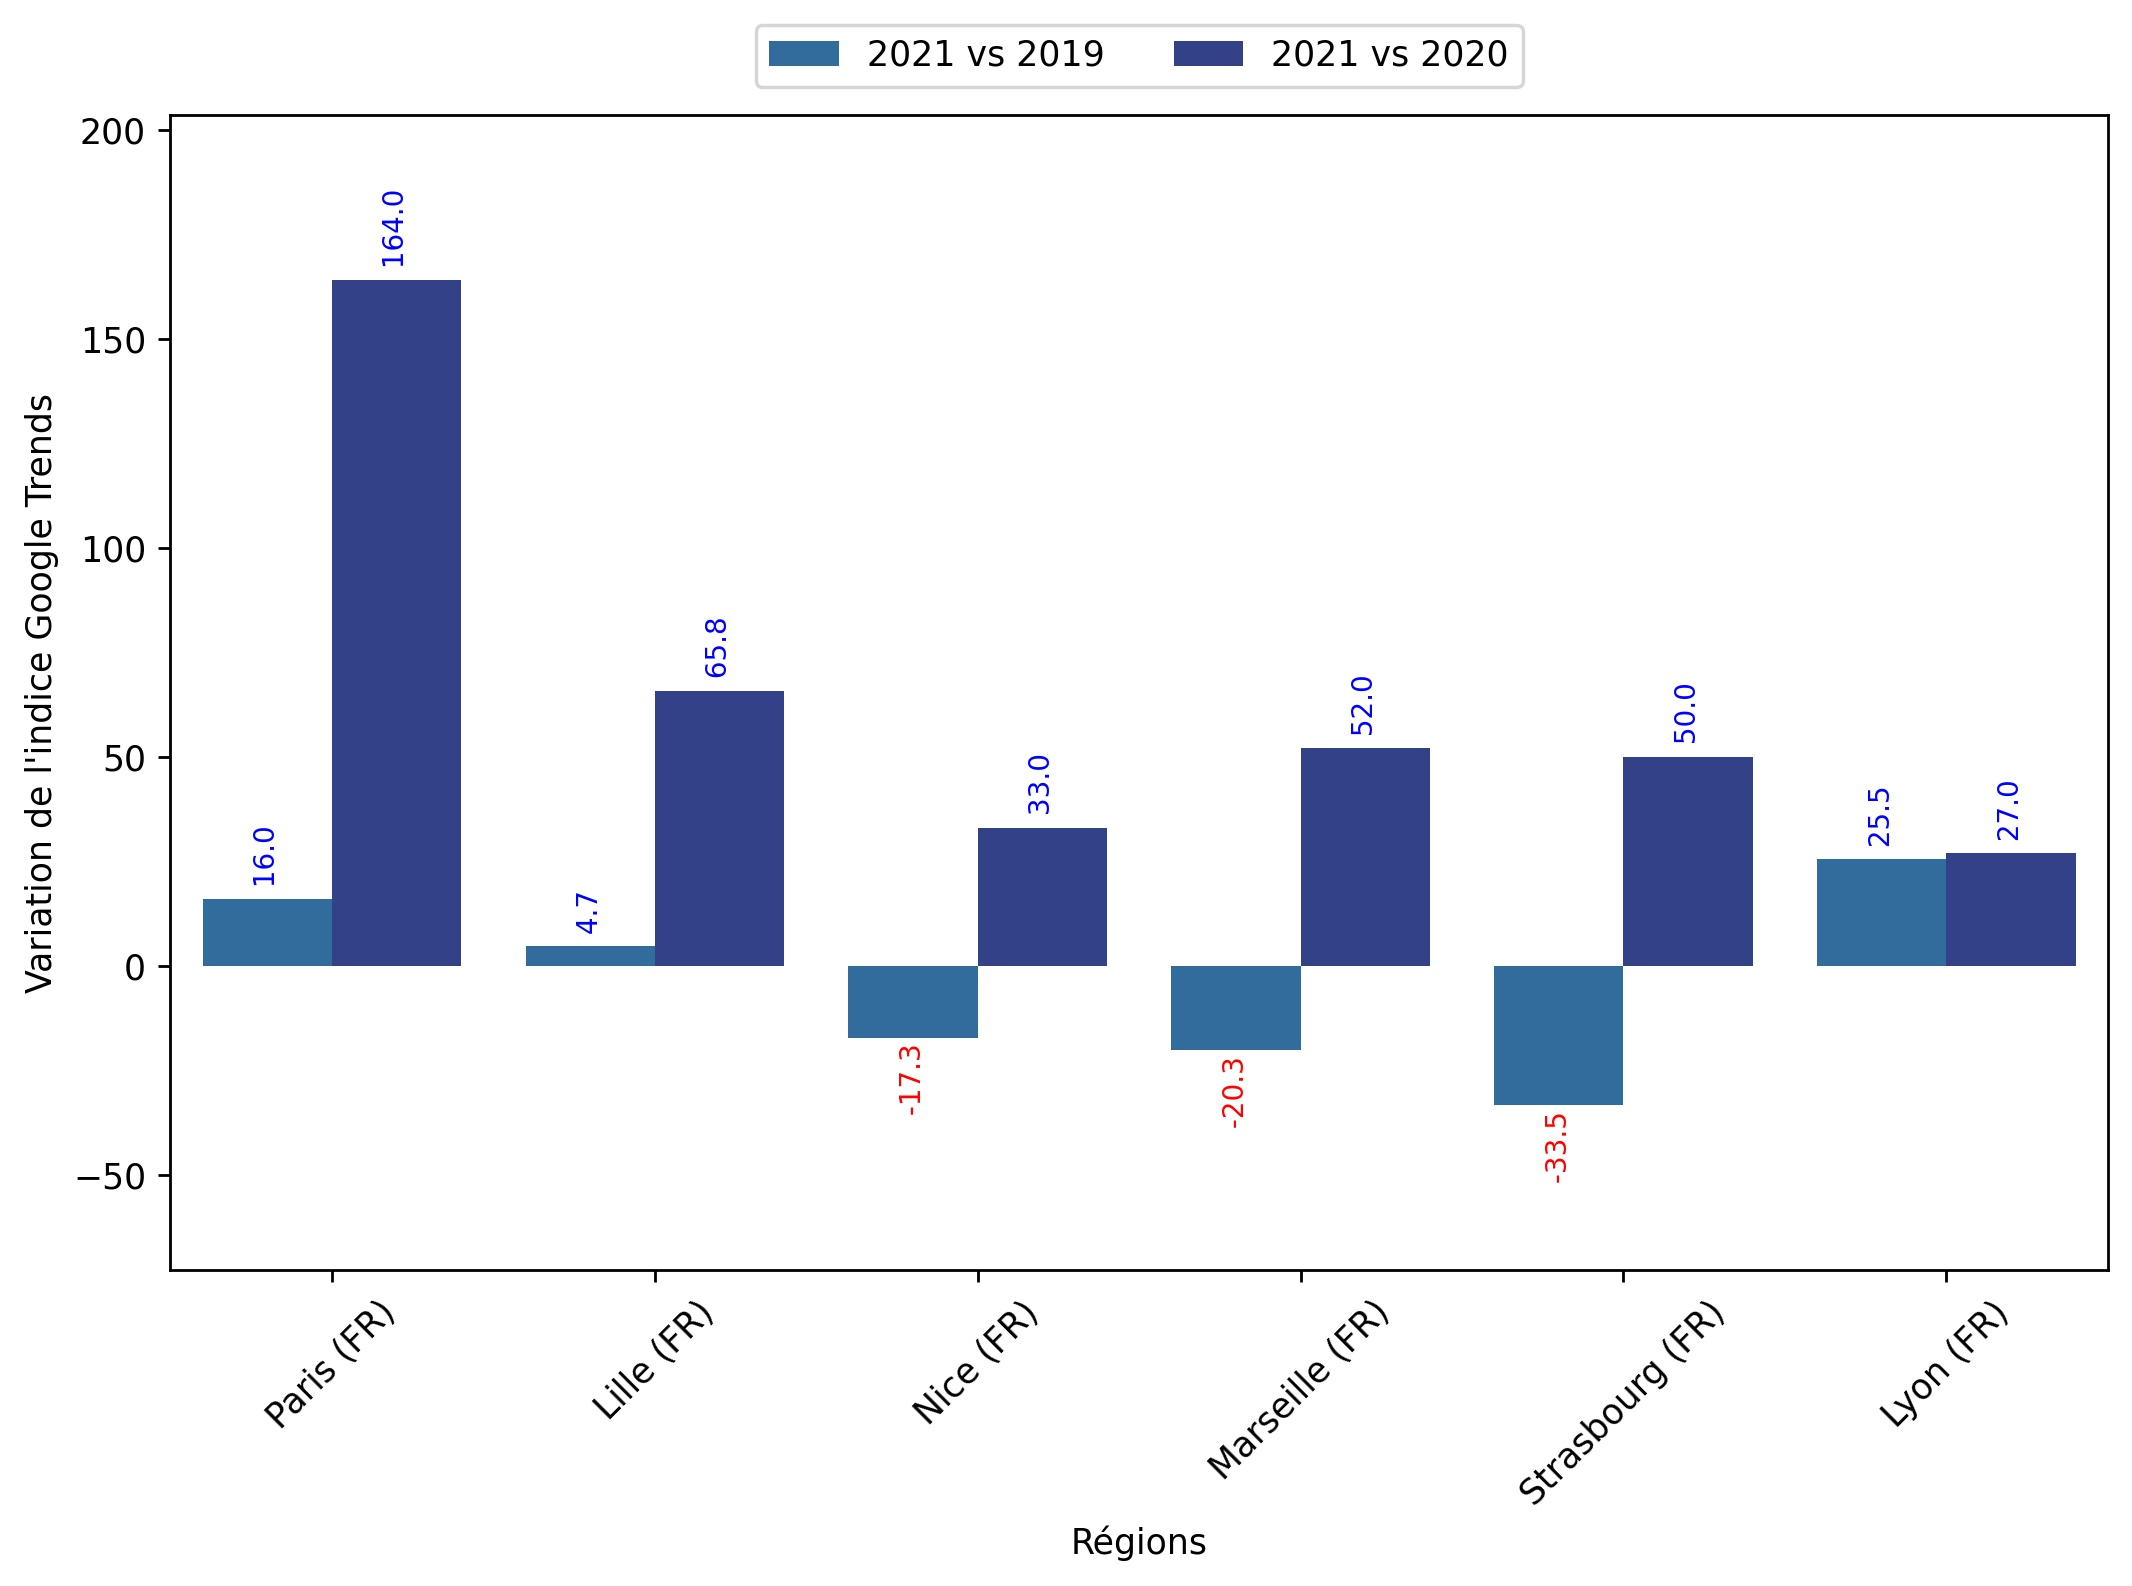 2021 vs 2019
2021 vs 2020
Variation de l'indice Google Trends
200
150
100
50
0
−50
16.0
164.0
4.7
65.8
-17.3
33.0
-20.3
52.0
-33.5
50.0
25.5
27.0
Paris (FR)
Lille (FR)
Nice (FR)
Marseille (FR)
Strasbourg (FR)
Lyon (FR)
Régions